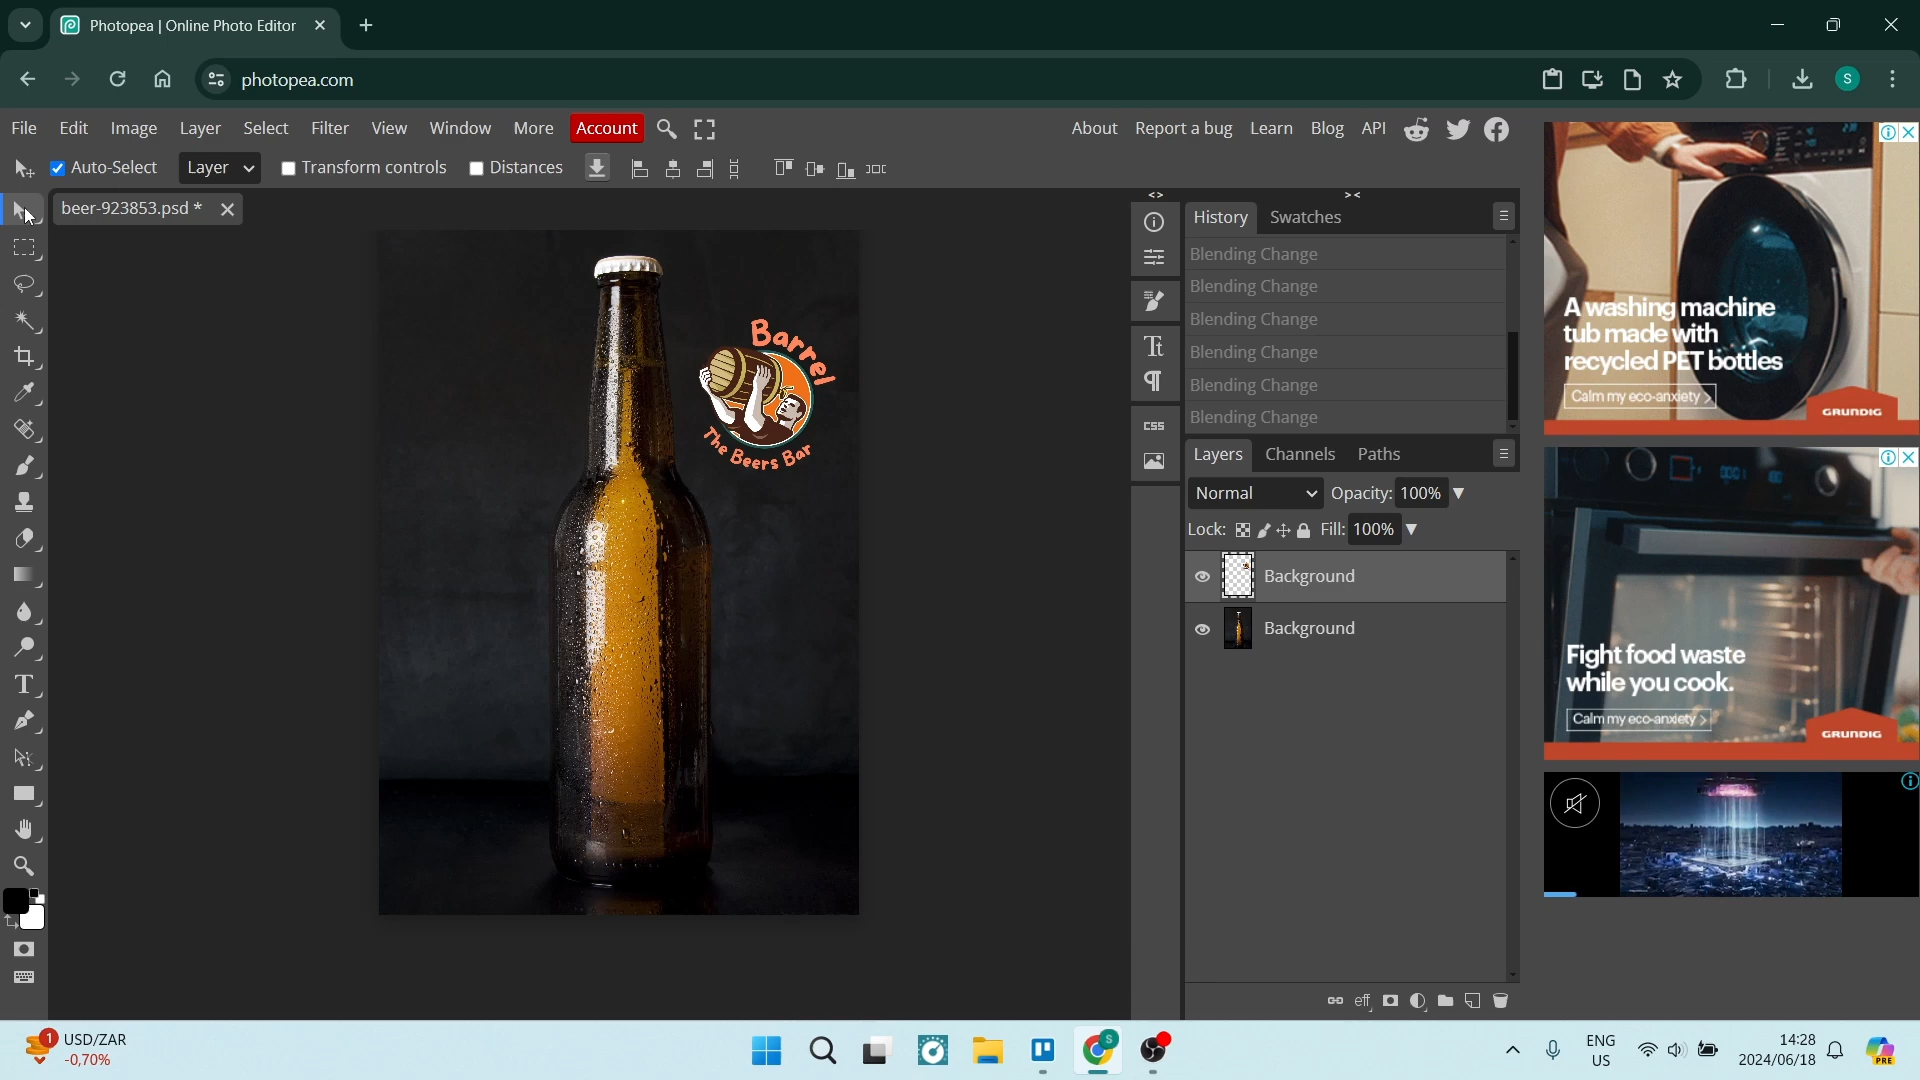 Photopea | Online Photo Editor
photopea.com
File Edit Image Layer Select Filter View Window More Account
About Report a bug Learn Blog API
Auto-Select Layer Transform controls Distances
beer-923853.psd *
Barrel
The Beers Bar
History Swatches
Blending Change
Blending Change
Blending Change
Blending Change
Blending Change
Blending Change
CSS
Layers Channels Paths
Normal Opacity: 100%
Lock: Fill: 100%
Background
Background
eff
A washing machine
tub made with
recycled PET bottles
Calm my eco-anxiety >
GRUNDIG
Fight food waste
while you cook.
Calm my eco-anxiety >
GRUNDIG
1
USD/ZAR
-0,70%
S
S
ENG
US
14:28
2024/06/18
PRE